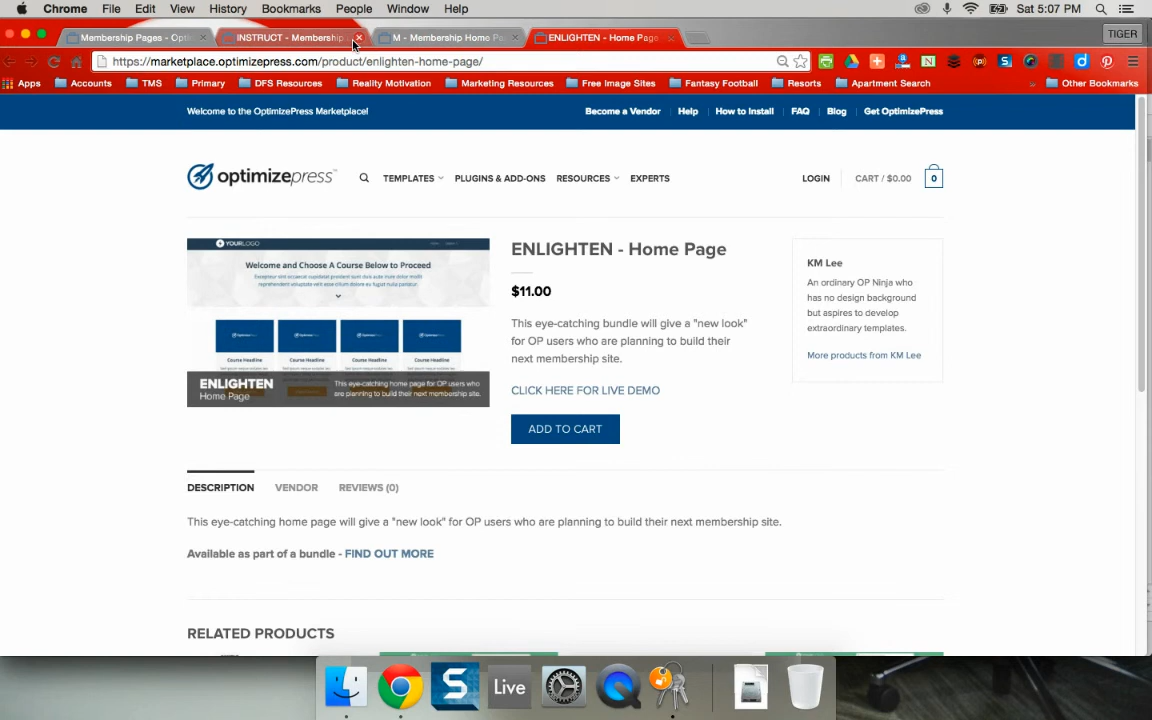 Chrome File Edit View History Bookmarks People Window Help Sat 5:07 PM
Membership Pages - Opti INSTRUCT - Membership M - Membership Home P ENLIGHTEN - Home Page TIGER
https://marketplace.optimizepress.com/product/enlighten-home-page/
Apps Accounts TMS Primary DFS Resources Reality Motivation Marketing Resources Free Image Sites Fantasy Football Resorts Apartment Search » Other Bookmarks
Welcome to the OptimizePress Marketplace! Become a Vendor Help How to Install FAQ Blog Get OptimizePress
optimizepress TEMPLATES PLUGINS & ADD-ONS RESOURCES EXPERTS LOGIN CART / $0.00 0
YOURLOGO
Welcome and Choose A Course Below to Proceed
Course Headline Course Headline Course Headline Course Headline
ENLIGHTEN
Home Page
This eye-catching home page for OP users who
are planning to build their next membership site.
ENLIGHTEN - Home Page
$11.00
This eye-catching bundle will give a "new look"
for OP users who are planning to build their
next membership site.
CLICK HERE FOR LIVE DEMO
ADD TO CART
KM Lee
An ordinary OP Ninja who
has no design background
but aspires to develop
extraordinary templates.
More products from KM Lee
DESCRIPTION VENDOR REVIEWS (0)
This eye-catching home page will give a "new look" for OP users who are planning to build their next membership site.
Available as part of a bundle - FIND OUT MORE
RELATED PRODUCTS
Live